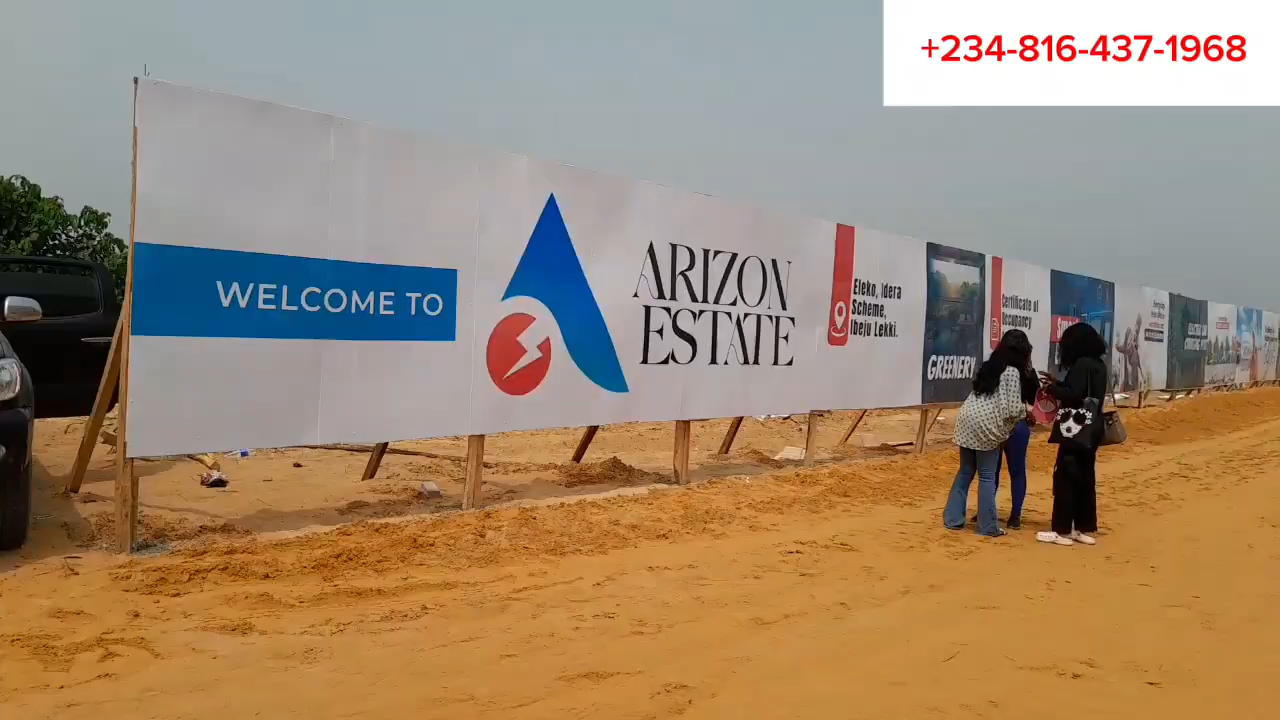 +234-816-437-1968
WELCOME TO
ARIZON
ESTATE
Eleko, Idera
Scheme,
Ibeju Lekki.
GREENERY
Certificate of
Occupancy